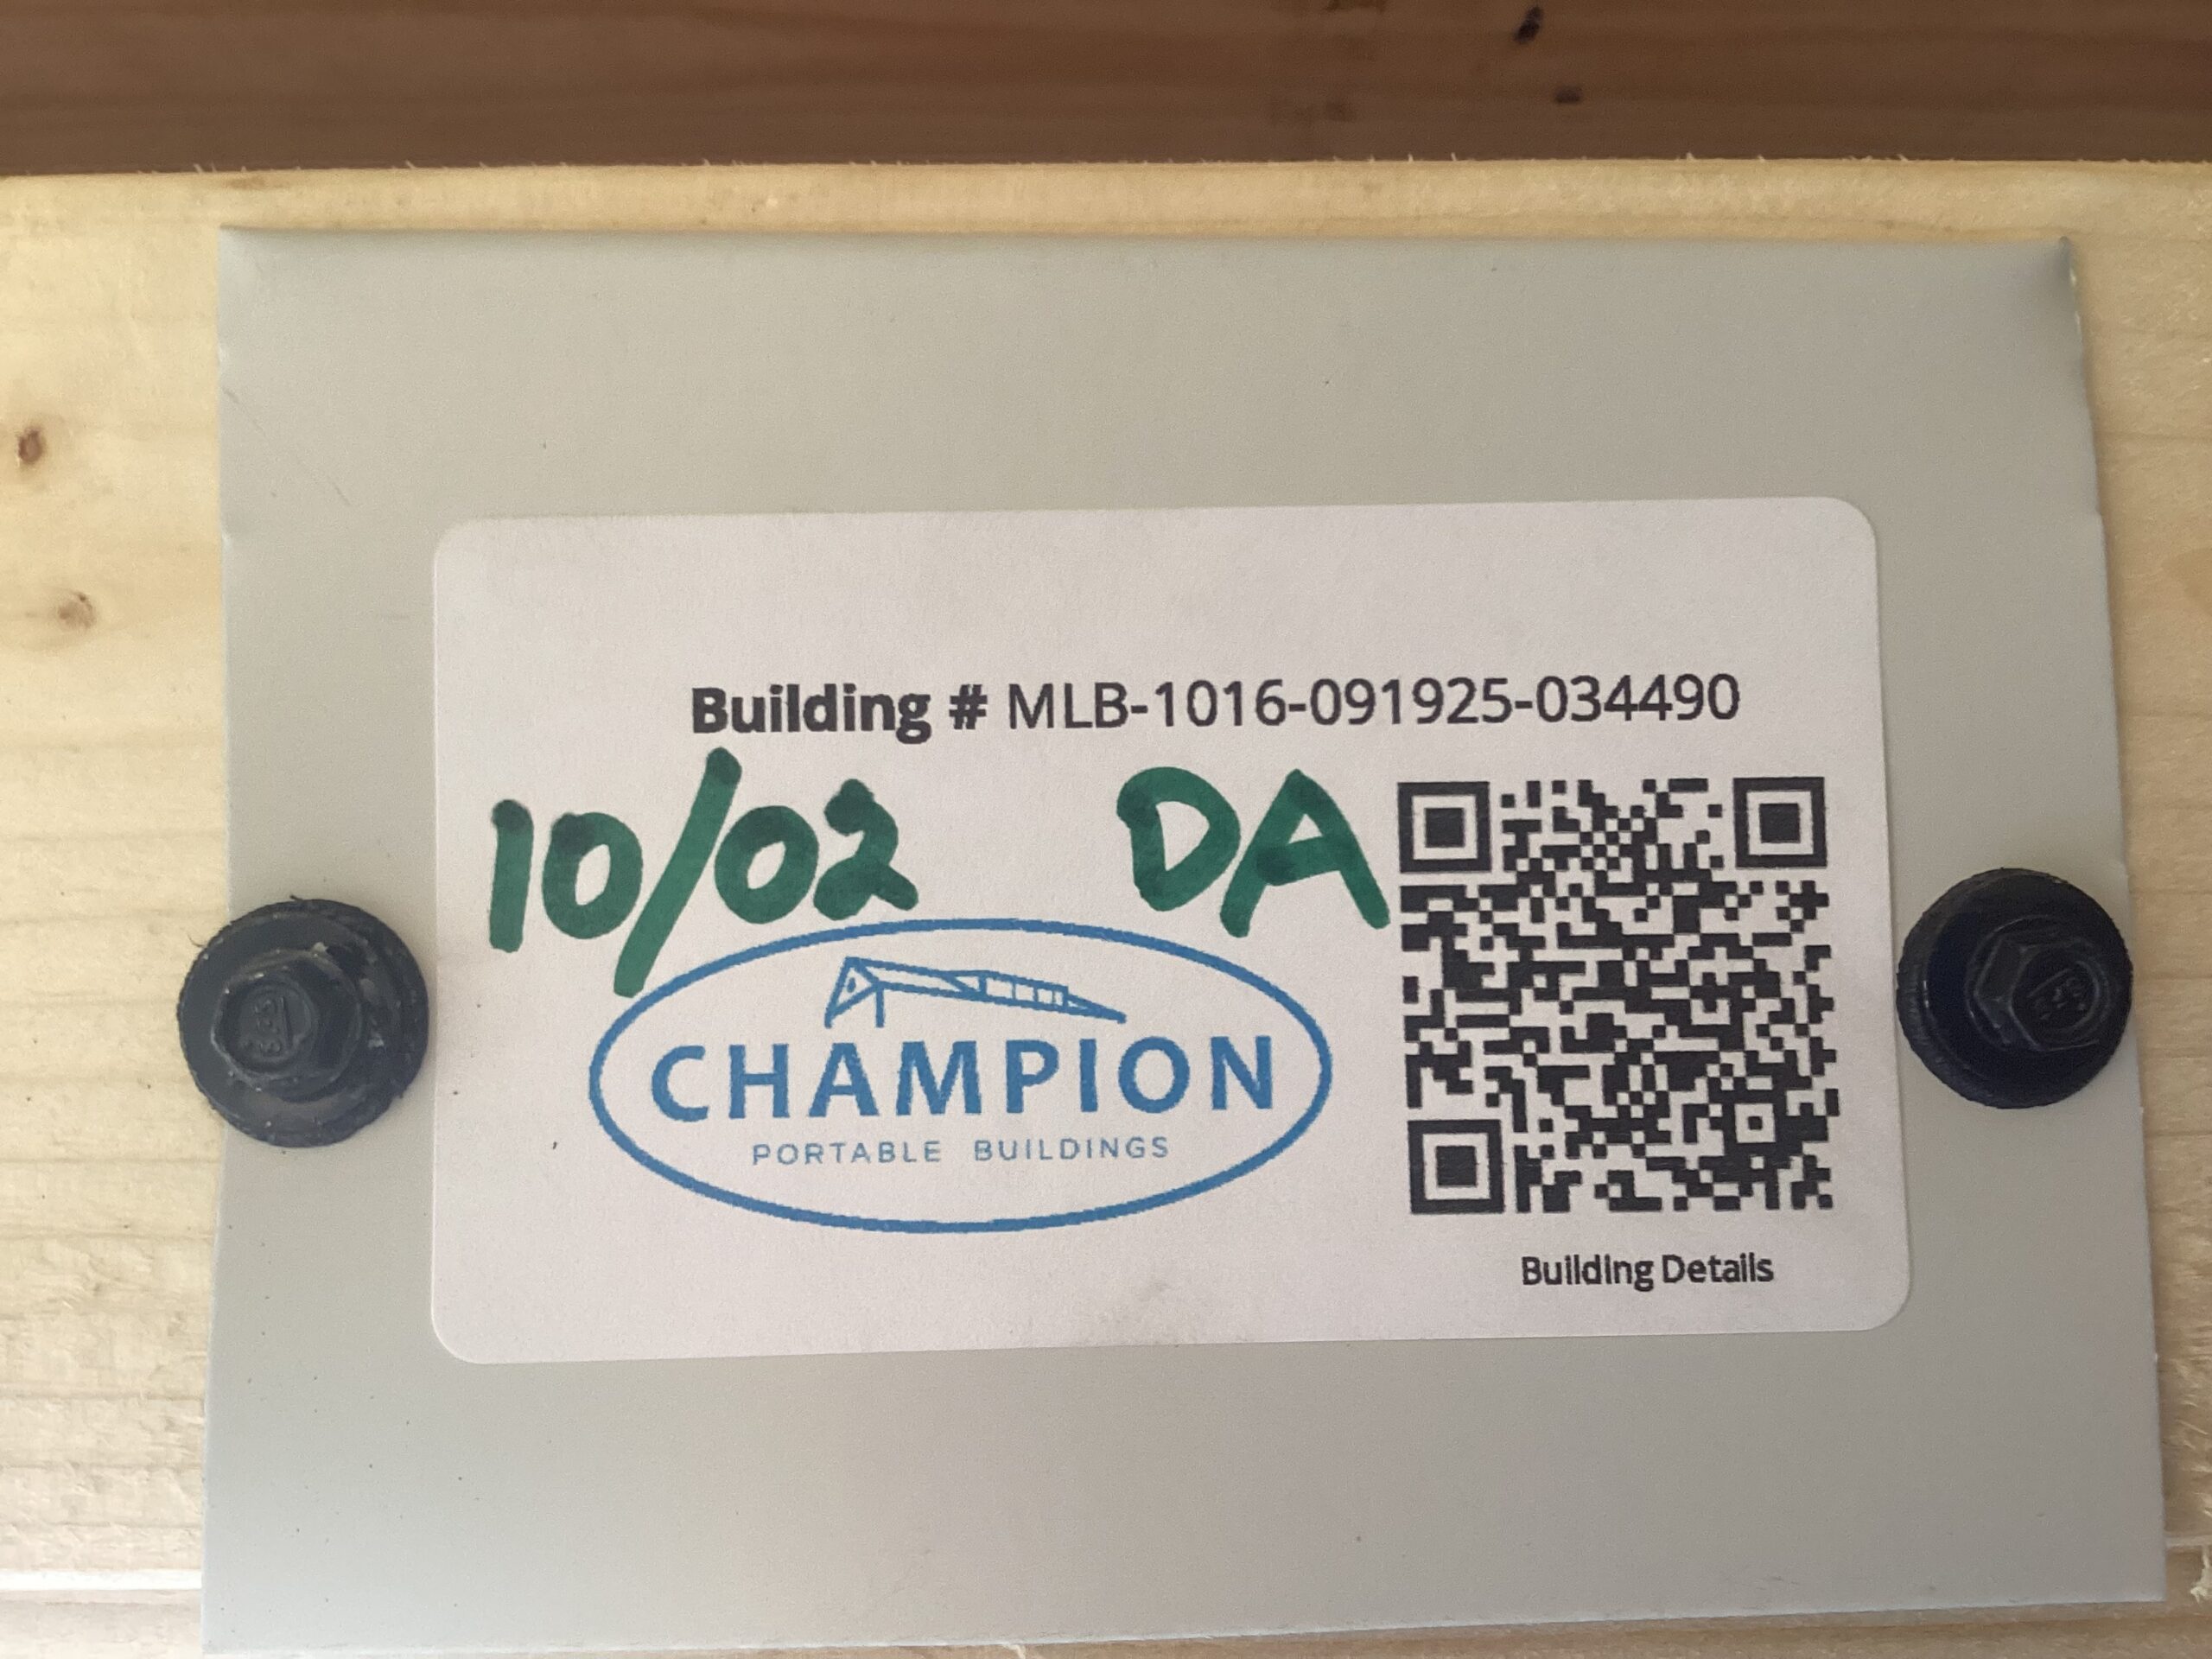 Building # MLB-1016-091925-034490
10/02 DA
CHAMPION
PORTABLE BUILDINGS
Building Details